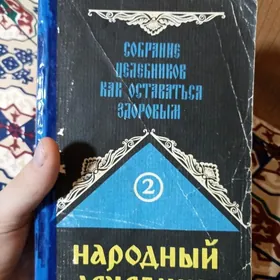 СОБРАНИЕ
ЦЕЛЕБНИКОВ
КАК ОСТАВАТЬСЯ
ЗДОРОВЫМ
2
НАРОДНЫЙ